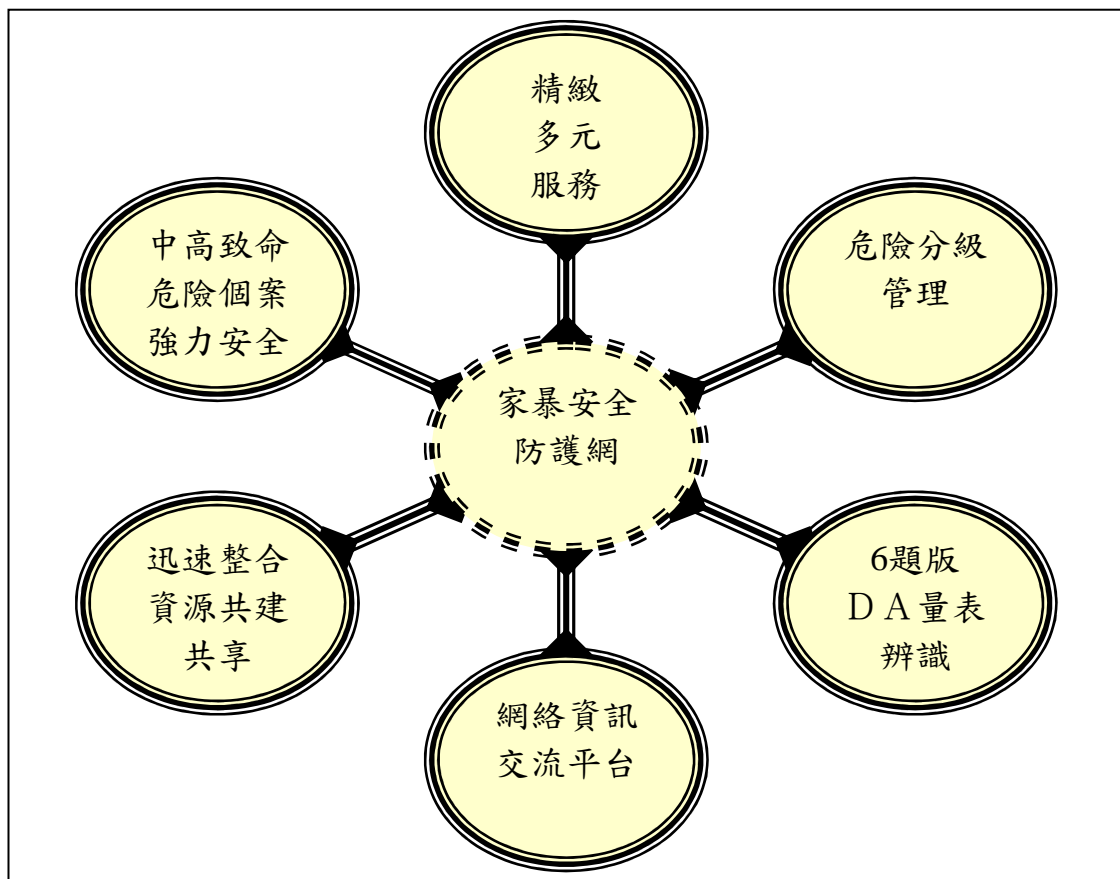 精緻
多元
服務
中高致命
危險個案
強力安全
危險分級
管理
家暴安全
防護網
迅速整合
資源共建
共享
6題版
ＤＡ量表
辨識
網絡資訊
交流平台